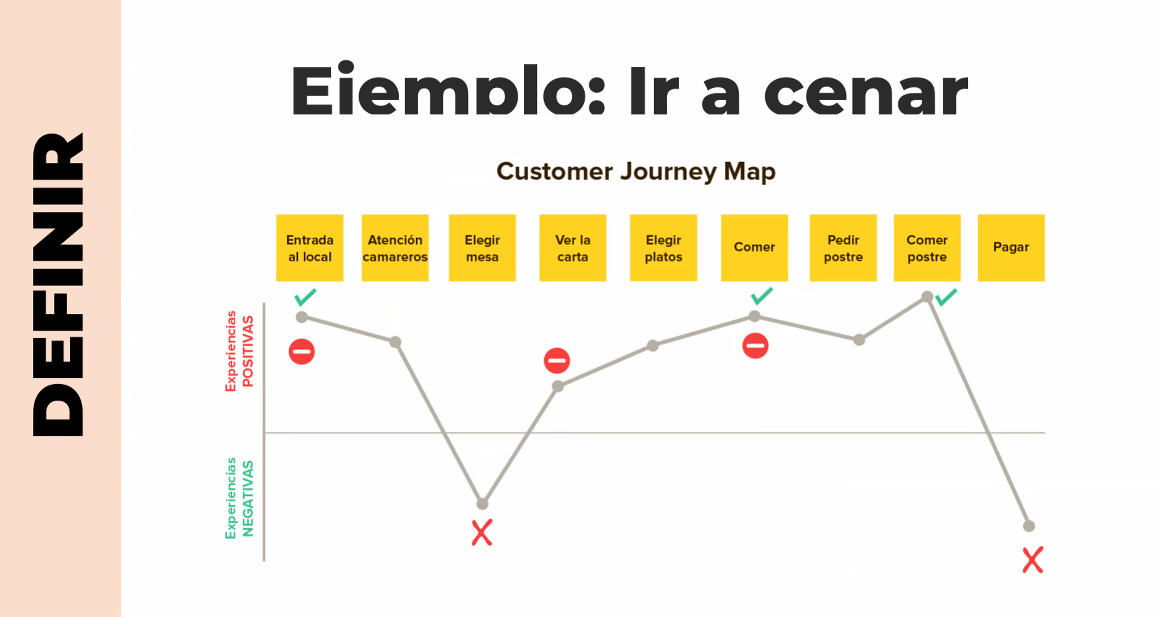 DEFINIR
Ejemplo: Ir a cenar
Customer Journey Map
Entrada
al local
Atención
camareros
Elegir
mesa
Ver la
carta
Elegir
platos
Comer
Pedir
postre
Comer
postre
Pagar
Experiencias
POSITIVAS
Experiencias
NEGATIVAS